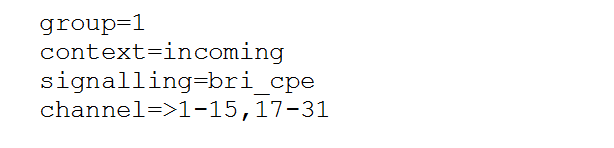 group=1
context=incoming
signalling=bri_cpe
channel=>1-15,17-31